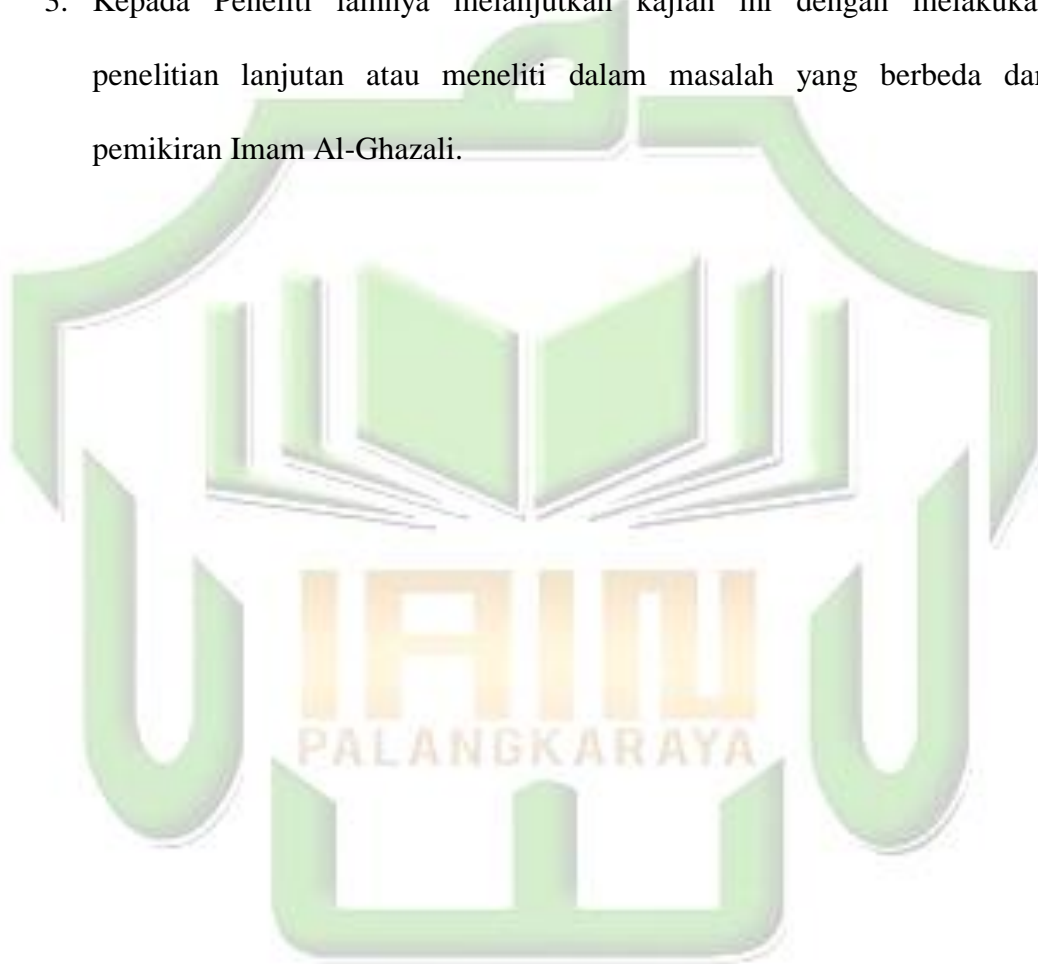 3. Kepada Peneliti lainnya melanjutkan kajian ini dengan melakuka
penelitian lanjutan atau meneliti dalam masalah yang berbeda dar
pemikiran Imam Al-Ghazali.
IAIN
PALANGKARAYA